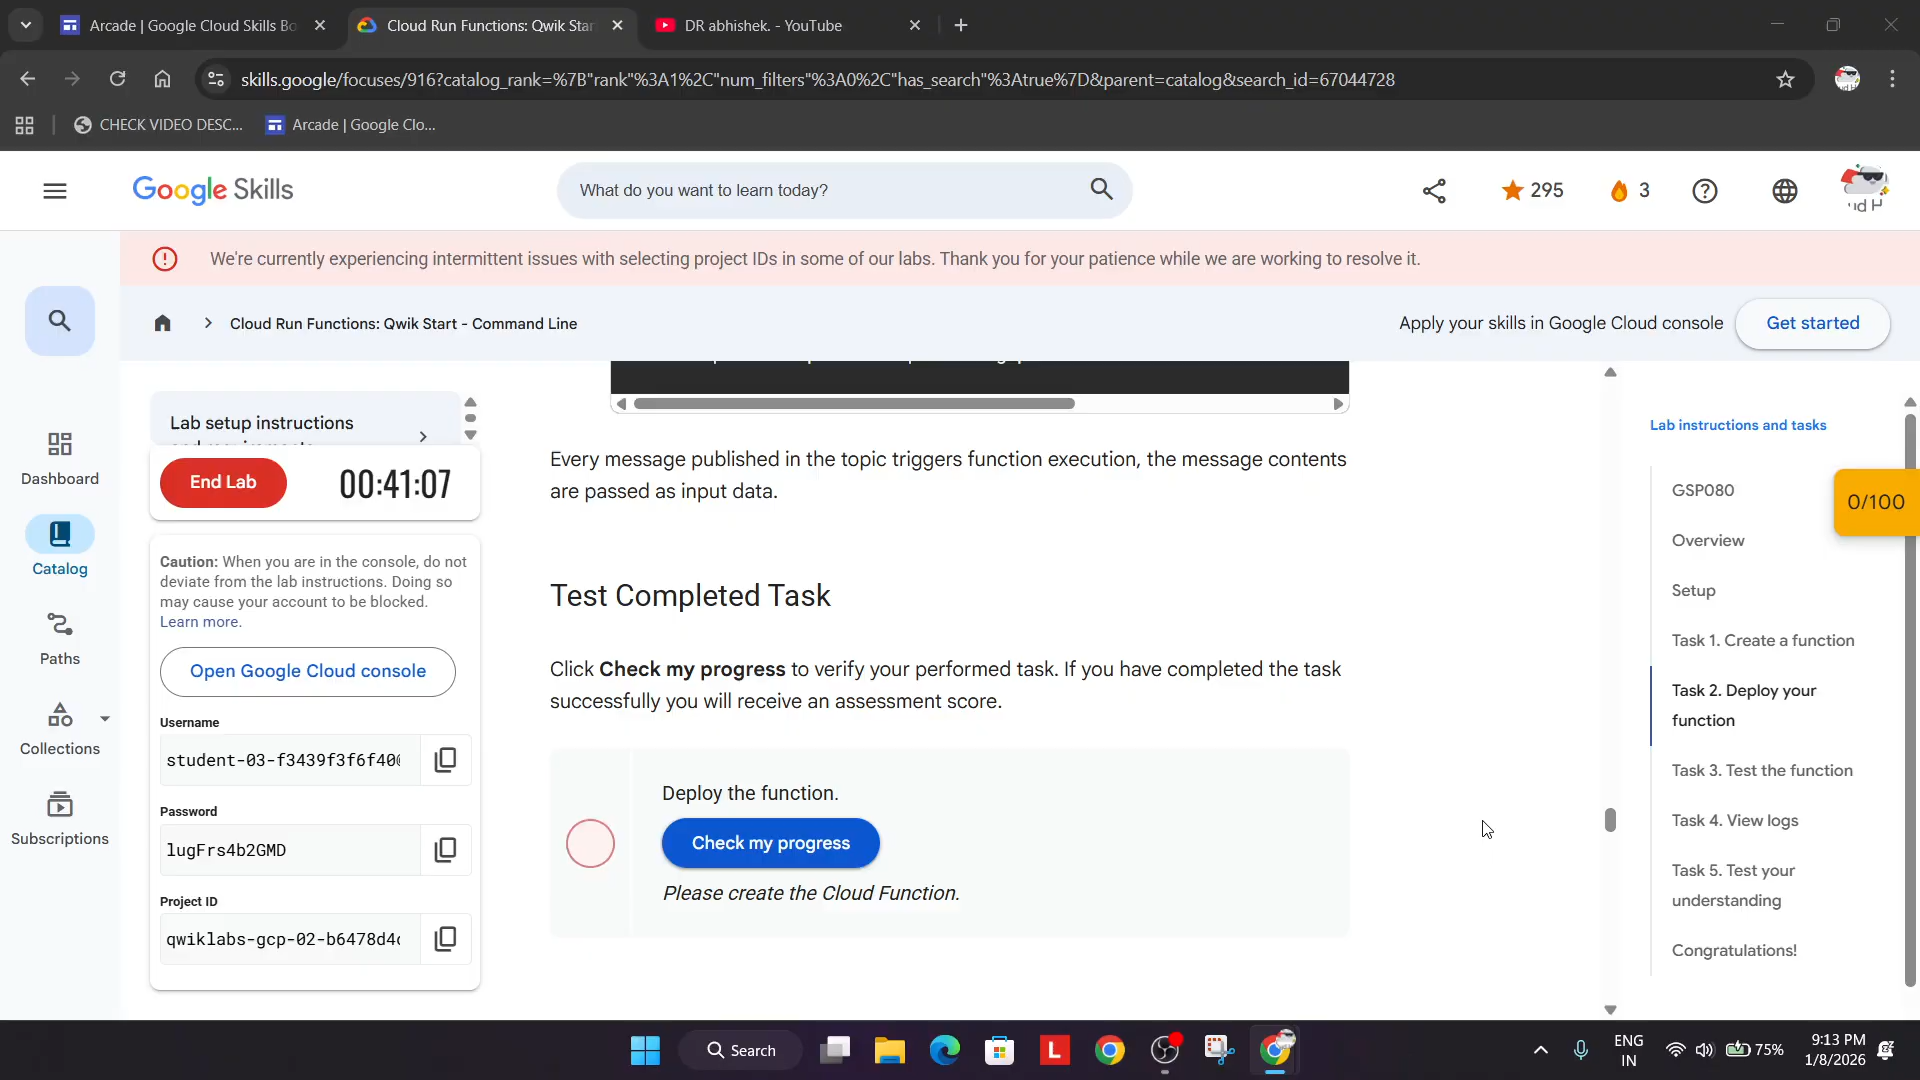 Arcade | Google Cloud Skills Bo
Cloud Run Functions: Qwik Star
DR abhishek. - YouTube
skills.google/focuses/916?catalog_rank=%7B"rank"%3A1%2C"num_filters"%3A0%2C"has_search"%3Atrue%7D&parent=catalog&search_id=67044728
CHECK VIDEO DESC...
Arcade | Google Clo...
Google Skills
What do you want to learn today?
295
3
We're currently experiencing intermittent issues with selecting project IDs in some of our labs. Thank you for your patience while we are working to resolve it.
Cloud Run Functions: Qwik Start - Command Line
Apply your skills in Google Cloud console
Get started
Dashboard
Catalog
Paths
Collections
Subscriptions
Lab setup instructions
End Lab
00:41:07
Caution: When you are in the console, do not
deviate from the lab instructions. Doing so
may cause your account to be blocked.
Learn more.
Open Google Cloud console
Username
student-03-f3439f3f6f40
Password
lugFrs4b2GMD
Project ID
qwiklabs-gcp-02-b6478d4
Every message published in the topic triggers function execution, the message contents
are passed as input data.
Test Completed Task
Click Check my progress to verify your performed task. If you have completed the task
successfully you will receive an assessment score.
Deploy the function.
Check my progress
Please create the Cloud Function.
Lab instructions and tasks
GSP080
0/100
Overview
Setup
Task 1. Create a function
Task 2. Deploy your
function
Task 3. Test the function
Task 4. View logs
Task 5. Test your
understanding
Congratulations!
Search
L
ENG
IN
75%
9:13 PM
1/8/2026